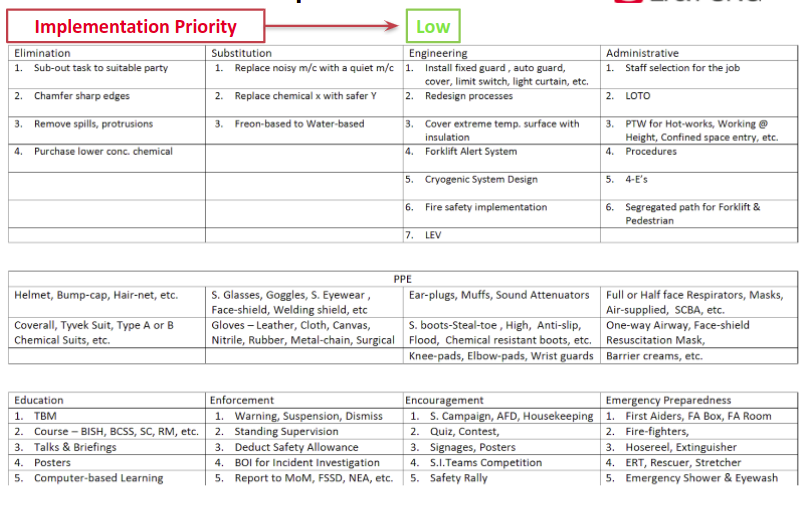 Implementation Priority
Low
Elimination
Substitution
Engineering
Administrative
1. Sub-out task to suitable party
1. Replace noisy m/c with a quiet m/c
1. Install fixed guard , auto guard,
cover, limit switch, light curtain, etc.
1. Staff selection for the job
2. Chamfer sharp edges
2. Replace chemical x with safer Y
2. Redesign processes
2. LOTO
3. Remove spills, protrusions
3. Freon-based to Water-based
3. Cover extreme temp. surface with
insulation
3. PTW for Hot-works, Working @
Height, Confined space entry, etc.
4. Purchase lower conc. chemical
4. Forklift Alert System
4. Procedures
5. Cryogenic System Design
5. 4-E's
6. Fire safety implementation
6. Segregated path for Forklift &
Pedestrian
7. LEV
PPE
Helmet, Bump-cap, Hair-net, etc.
S. Glasses, Goggles, S. Eyewear ,
Face-shield, Welding shield, etc
Ear-plugs, Muffs, Sound Attenuators
Full or Half face Respirators, Masks,
Air-supplied, SCBA, etc.
Coverall, Tyvek Suit, Type A or B
Chemical Suits, etc.
Gloves – Leather, Cloth, Canvas,
Nitrile, Rubber, Metal-chain, Surgical
S. boots-Steal-toe , High, Anti-slip,
Flood, Chemical resistant boots, etc.
One-way Airway, Face-shield
Resuscitation Mask,
Knee-pads, Elbow-pads, Wrist guards
Barrier creams, etc.
Education
Enforcement
Encouragement
Emergency Preparedness
1. TBM
1. Warning, Suspension, Dismiss
1. S. Campaign, AFD, Housekeeping
1. First Aiders, FA Box, FA Room
2. Course – BISH, BCSS, SC, RM, etc.
2. Standing Supervision
2. Quiz, Contest,
2. Fire-fighters,
3. Talks & Briefings
3. Deduct Safety Allowance
3. Signages, Posters
3. Hosereel, Extinguisher
4. Posters
4. BOI for Incident Investigation
4. S.I.Teams Competition
4. ERT, Rescuer, Stretcher
5. Computer-based Learning
5. Report to MoM, FSSD, NEA, etc.
5. Safety Rally
5. Emergency Shower & Eyewash